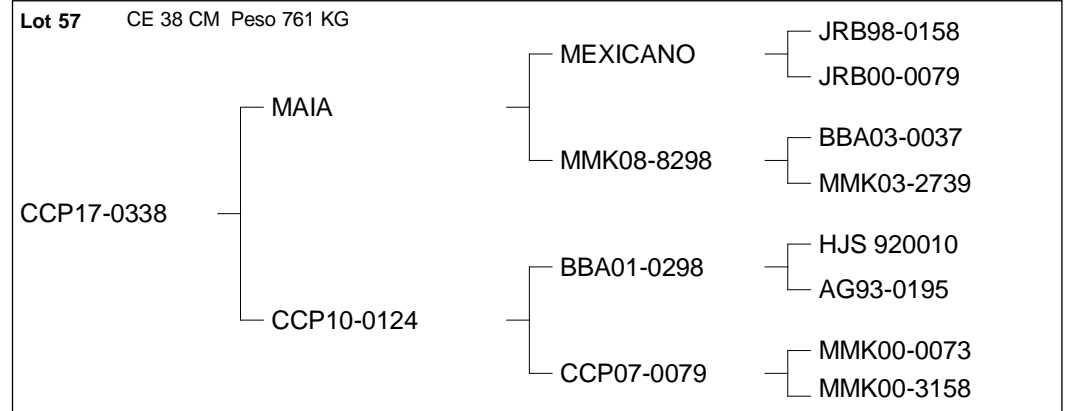 Lot 57 CE 38 CM Peso 761 KG
JRB98-0158
MEXICANO
JRB00-0079
MAIA
BBA03-0037
MMK08-8298
MMK03-2739
CCP17-0338
HJS 920010
BBA01-0298
AG93-0195
CCP10-0124
MMK00-0073
CCP07-0079
MMK00-3158